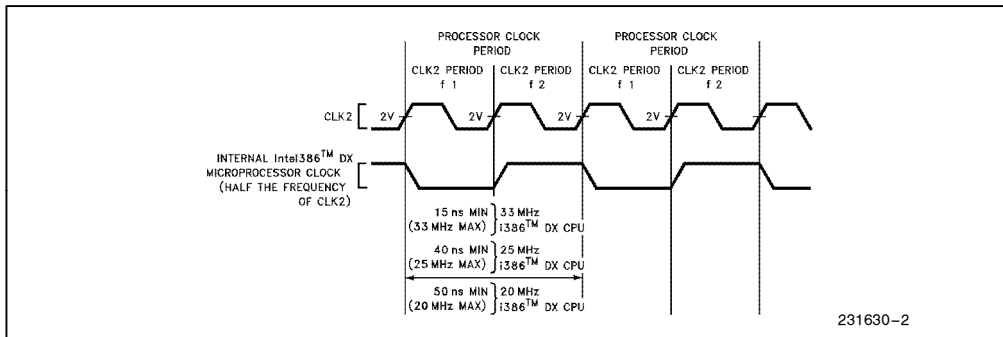 PROCESSOR CLOCK PERIOD
PROCESSOR CLOCK PERIOD
CLK2 PERIOD f 1
CLK2 PERIOD f 2
CLK2 PERIOD f 1
CLK2 PERIOD f 2
CLK2
2V
2V
2V
2V
2V
INTERNAL Intel386™ DX
MICROPROCESSOR CLOCK
(HALF THE FREQUENCY
OF CLK2)
15 ns MIN 33 MHz
(33 MHz MAX) i386™ DX CPU
40 ns MIN 25 MHz
(25 MHz MAX) i386™ DX CPU
50 ns MIN 20 MHz
(20 MHz MAX) i386™ DX CPU
231630-2